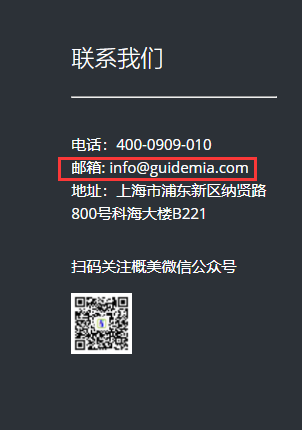 联系我们
电话：400-0909-010
邮箱: info@guidemia.com
地址：上海市浦东新区纳贤路
800号科海大楼B221
扫码关注概美微信公众号